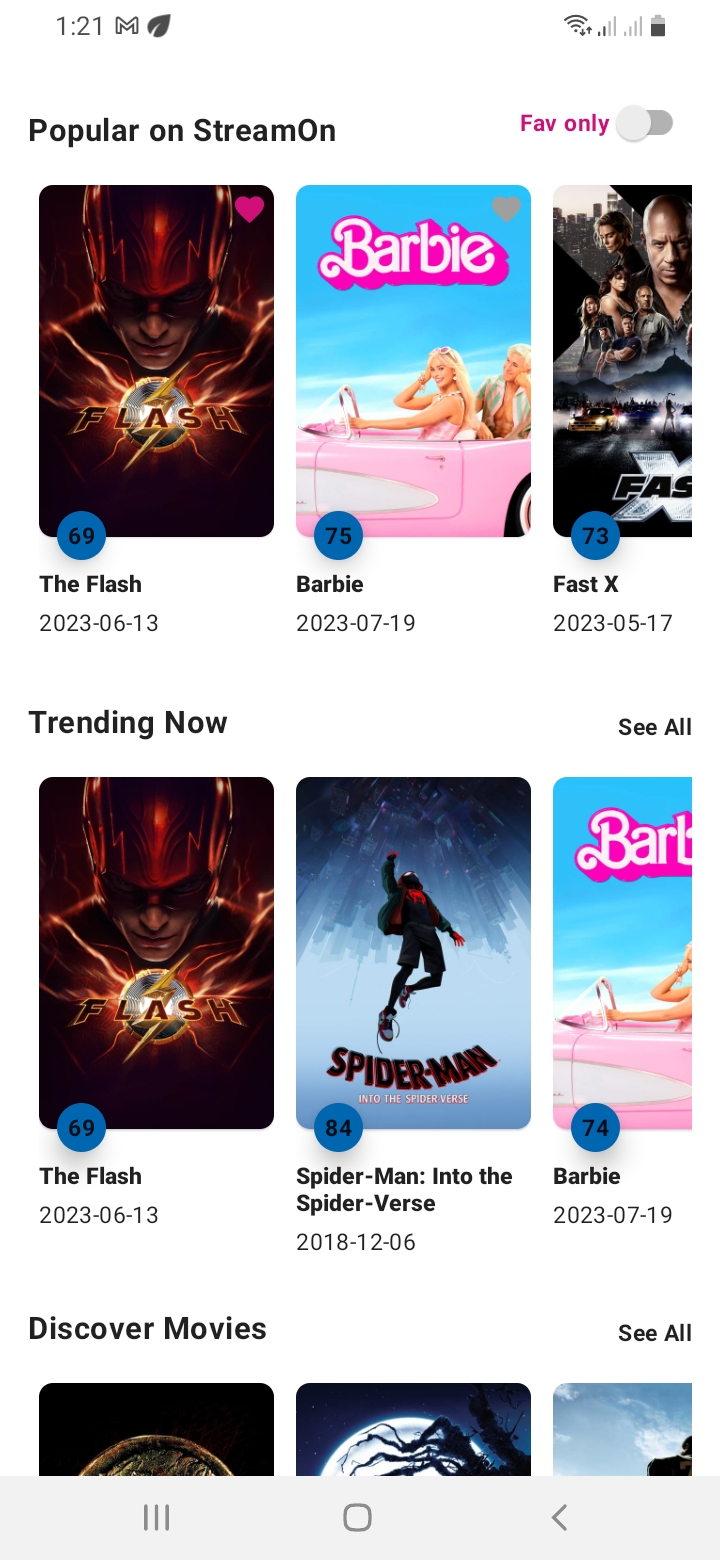 1:21
Popular on StreamOn
Fav only
Barbie
FLASH
FAS
69
75
73
The Flash
Barbie
Fast X
2023-06-13
2023-07-19
2023-05-17
Trending Now
See All
Barb
FLASH
SPIDER-MAN
INTO THE SPIDER-VERSE
69
84
74
The Flash
Spider-Man: Into the
Spider-Verse
Barbie
2023-06-13
2018-12-06
2023-07-19
Discover Movies
See All